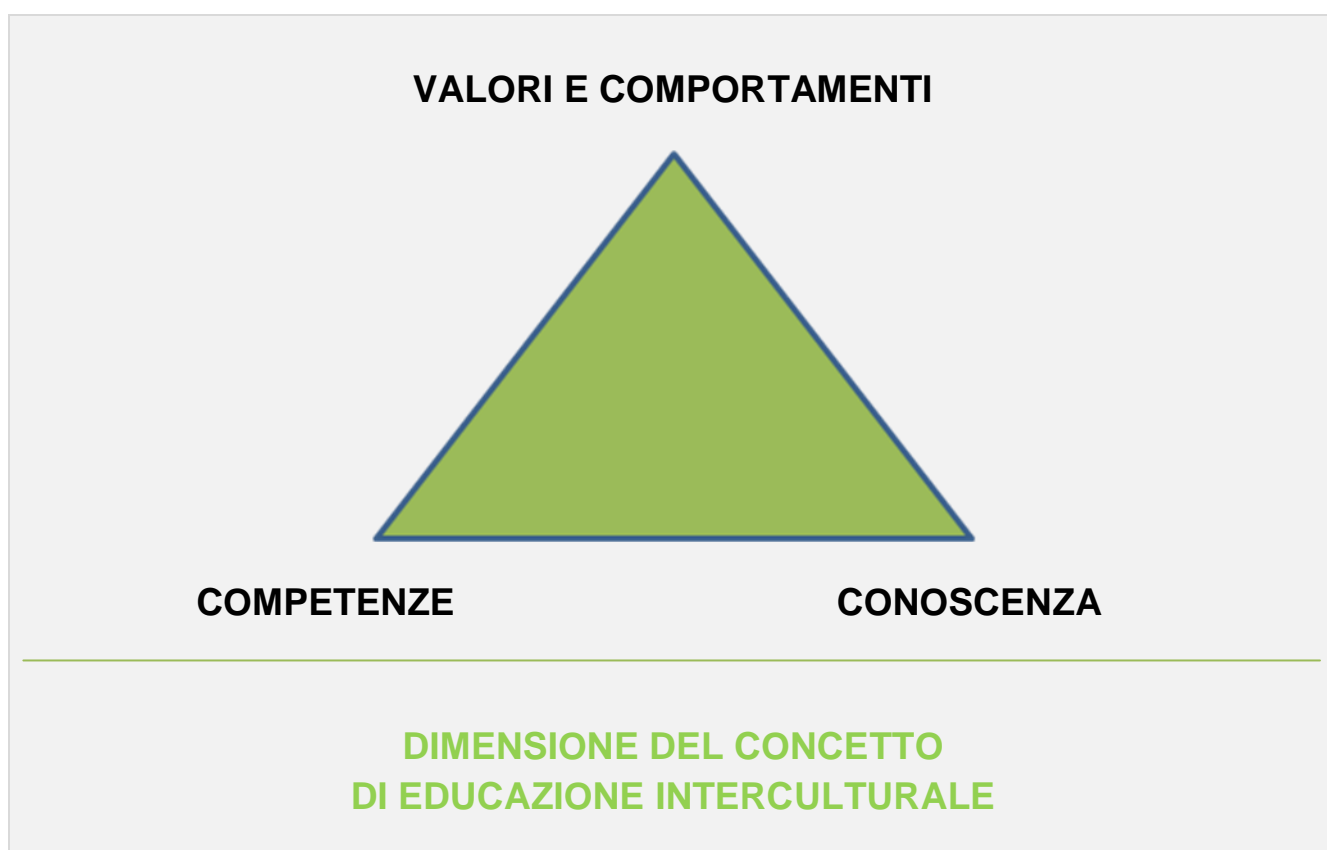 VALORI E COMPORTAMENTI
COMPETENZE
CONOSCENZA
DIMENSIONE DEL CONCETTO
DI EDUCAZIONE INTERCULTURALE